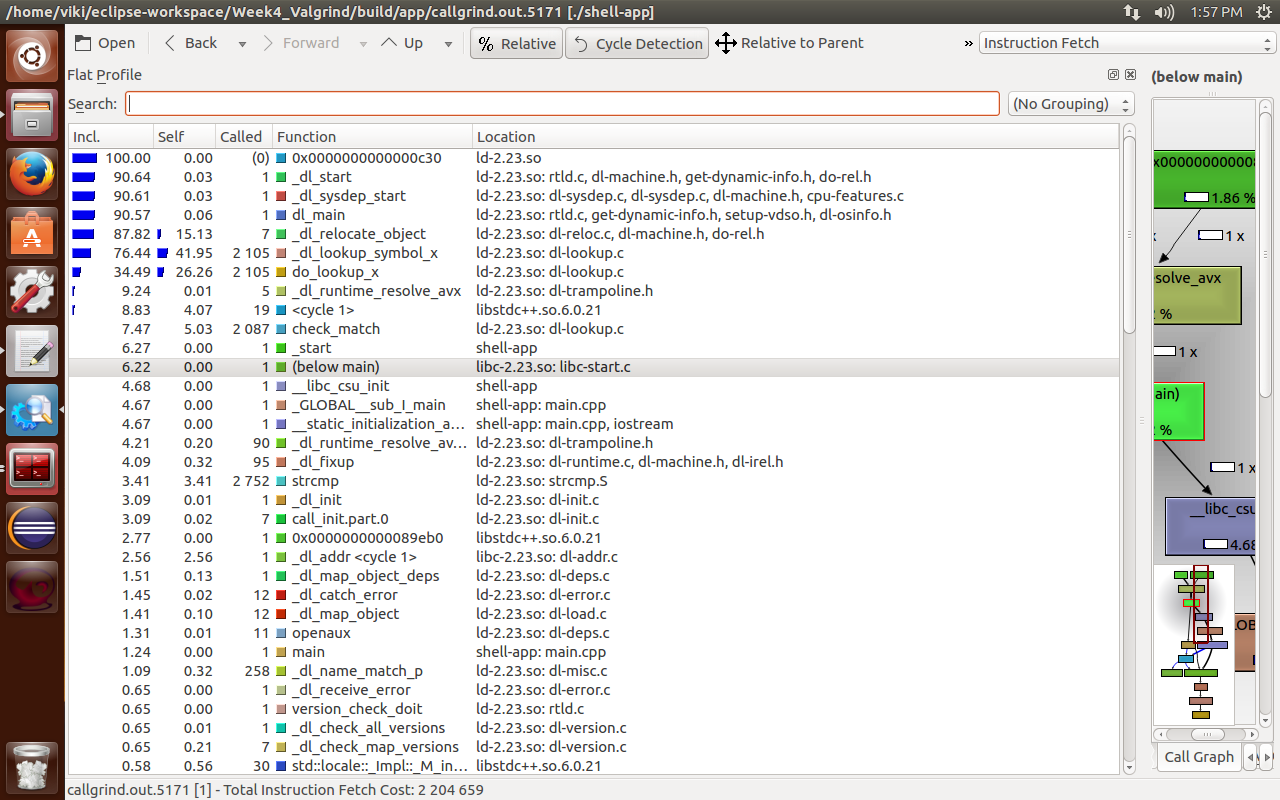 /home/viki/eclipse-workspace/Week4_Valgrind/build/app/callgrind.out.5171 [./shell-app] 1:57 PM
Open Back Forward Up % Relative Cycle Detection Relative to Parent » Instruction Fetch
Flat Profile
Search: (No Grouping)
Incl. Self Called Function Location
100.00 0.00 (0) 0x0000000000000c30 ld-2.23.so
90.64 0.03 1 _dl_start ld-2.23.so: rtld.c, dl-machine.h, get-dynamic-info.h, do-rel.h
90.61 0.03 1 _dl_sysdep_start ld-2.23.so: dl-sysdep.c, dl-sysdep.c, dl-machine.h, cpu-features.c
90.57 0.06 1 dl_main ld-2.23.so: rtld.c, get-dynamic-info.h, setup-vdso.h, dl-osinfo.h
87.82 15.13 7 _dl_relocate_object ld-2.23.so: dl-reloc.c, dl-machine.h, do-rel.h
76.44 41.95 2 105 _dl_lookup_symbol_x ld-2.23.so: dl-lookup.c
34.49 26.26 2 105 do_lookup_x ld-2.23.so: dl-lookup.c
9.24 0.01 5 _dl_runtime_resolve_avx ld-2.23.so: dl-trampoline.h
8.83 4.07 19 <cycle 1> libstdc++.so.6.0.21
7.47 5.03 2 087 check_match ld-2.23.so: dl-lookup.c
6.27 0.00 1 _start shell-app
6.22 0.00 1 (below main) libc-2.23.so: libc-start.c
4.68 0.00 1 __libc_csu_init shell-app
4.67 0.00 1 _GLOBAL__sub_I_main shell-app: main.cpp
4.67 0.00 1 __static_initialization_a... shell-app: main.cpp, iostream
4.21 0.20 90 _dl_runtime_resolve_av... ld-2.23.so: dl-trampoline.h
4.09 0.32 95 _dl_fixup ld-2.23.so: dl-runtime.c, dl-machine.h, dl-irel.h
3.41 3.41 2 752 strcmp ld-2.23.so: strcmp.S
3.09 0.01 1 _dl_init ld-2.23.so: dl-init.c
3.09 0.02 7 call_init.part.0 ld-2.23.so: dl-init.c
2.77 0.00 1 0x0000000000089eb0 libstdc++.so.6.0.21
2.56 2.56 1 _dl_addr <cycle 1> libc-2.23.so: dl-addr.c
1.51 0.13 1 _dl_map_object_deps ld-2.23.so: dl-deps.c
1.45 0.02 12 _dl_catch_error ld-2.23.so: dl-error.c
1.41 0.10 12 _dl_map_object ld-2.23.so: dl-load.c
1.31 0.01 11 openaux ld-2.23.so: dl-deps.c
1.24 0.00 1 main shell-app: main.cpp
1.09 0.32 258 _dl_name_match_p ld-2.23.so: dl-misc.c
0.65 0.00 1 _dl_receive_error ld-2.23.so: dl-error.c
0.65 0.00 1 version_check_doit ld-2.23.so: rtld.c
0.65 0.01 1 _dl_check_all_versions ld-2.23.so: dl-version.c
0.65 0.21 7 _dl_check_map_versions ld-2.23.so: dl-version.c
0.58 0.56 30 std::locale::_Impl::_M_in... libstdc++.so.6.0.21
(below main)
1.86 %
1 x
solve_avx
%
1 x
ain)
%
1 x
__libc_csu
4.68
Call Graph
callgrind.out.5171 [1] - Total Instruction Fetch Cost: 2 204 659